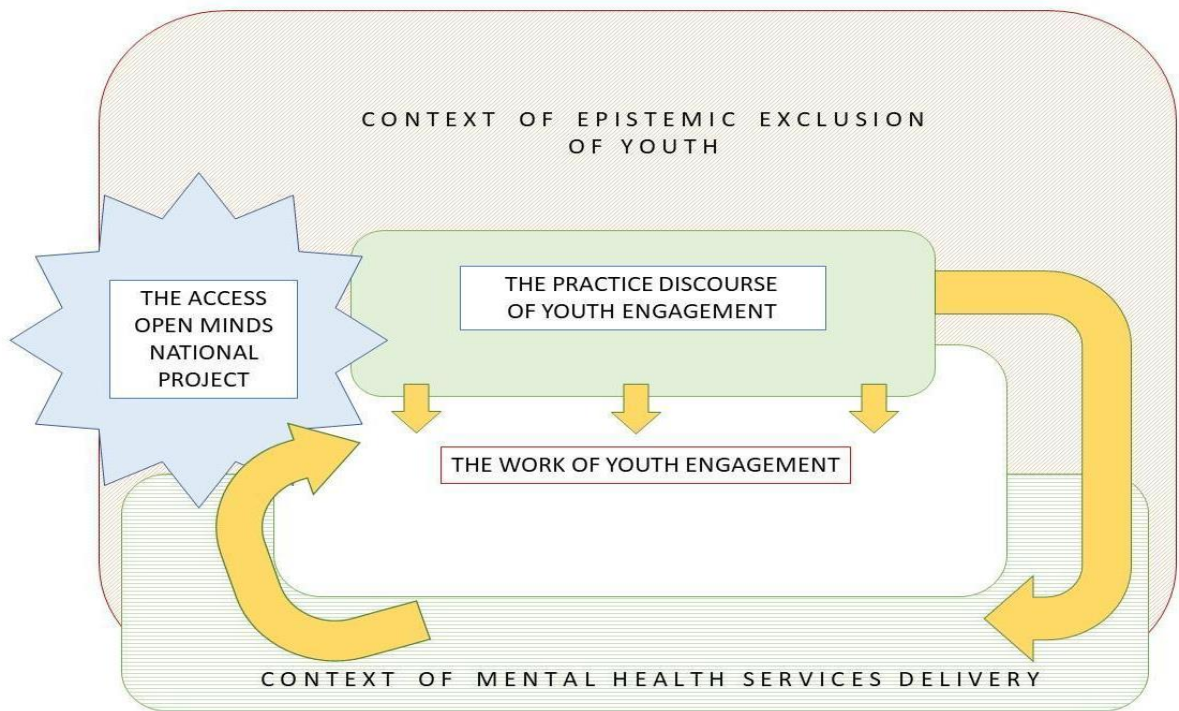 CONTEXT OF EPISTEMIC EXCLUSION
OF YOUTH
THE ACCESS
OPEN MINDS
NATIONAL
PROJECT
THE PRACTICE DISCOURSE
OF YOUTH ENGAGEMENT
THE WORK OF YOUTH ENGAGEMENT
CONTEXT OF MENTAL HEALTH SERVICES DELIVERY